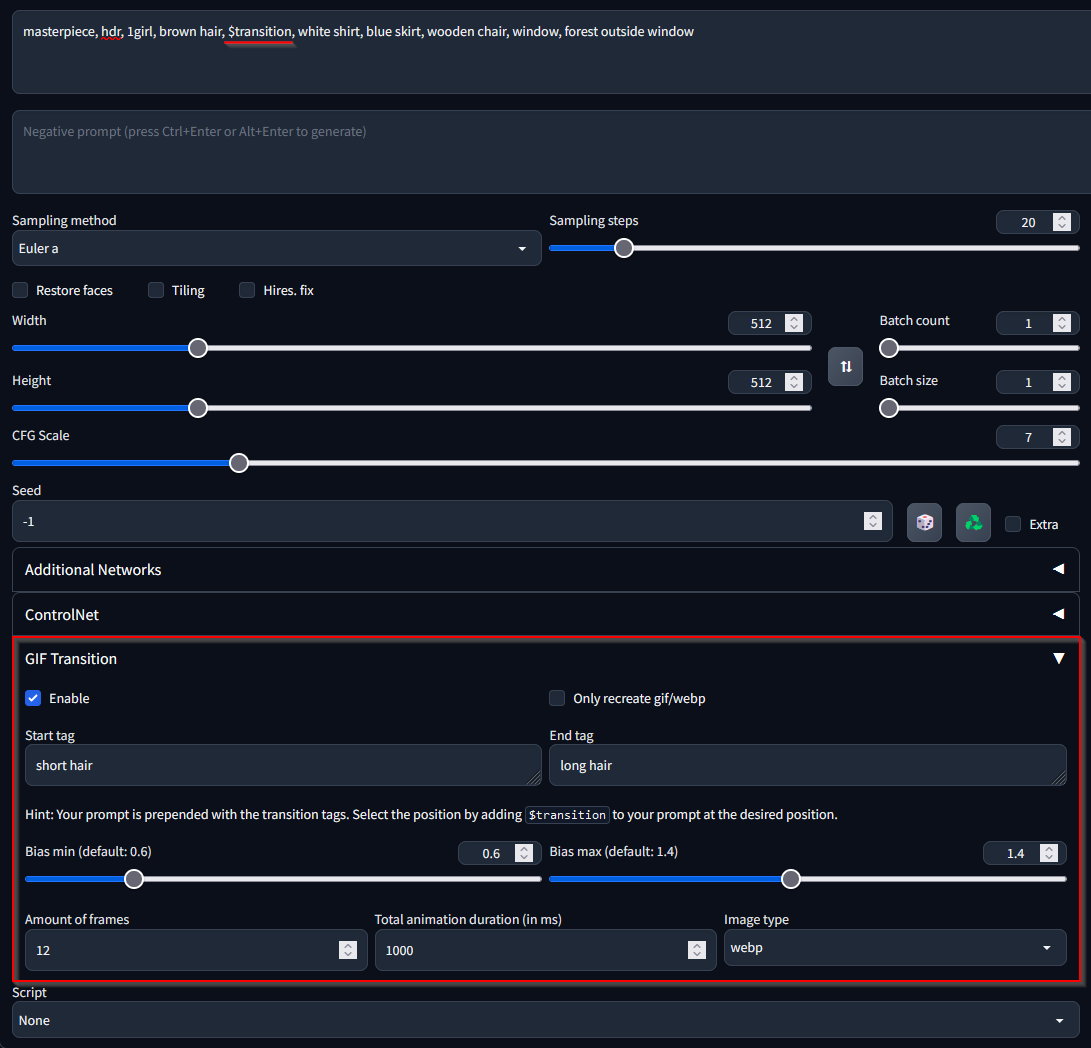 masterpiece, hdr, 1girl, brown hair, $transition, white shirt, blue skirt, wooden chair, window, forest outside window
Negative prompt (press Ctrl+Enter or Alt+Enter to generate)
Sampling method
Sampling steps
20
Euler a
Restore faces
Tiling
Hires. fix
Width
512
Batch count
1
Height
512
Batch size
1
CFG Scale
7
Seed
-1
Extra
Additional Networks
ControlNet
GIF Transition
Enable
Only recreate gif/webp
Start tag
End tag
short hair
long hair
Hint: Your prompt is prepended with the transition tags. Select the position by adding $transition to your prompt at the desired position.
Bias min (default: 0.6)
0.6
Bias max (default: 1.4)
1.4
Amount of frames
Total animation duration (in ms)
Image type
12
1000
webp
Script
None